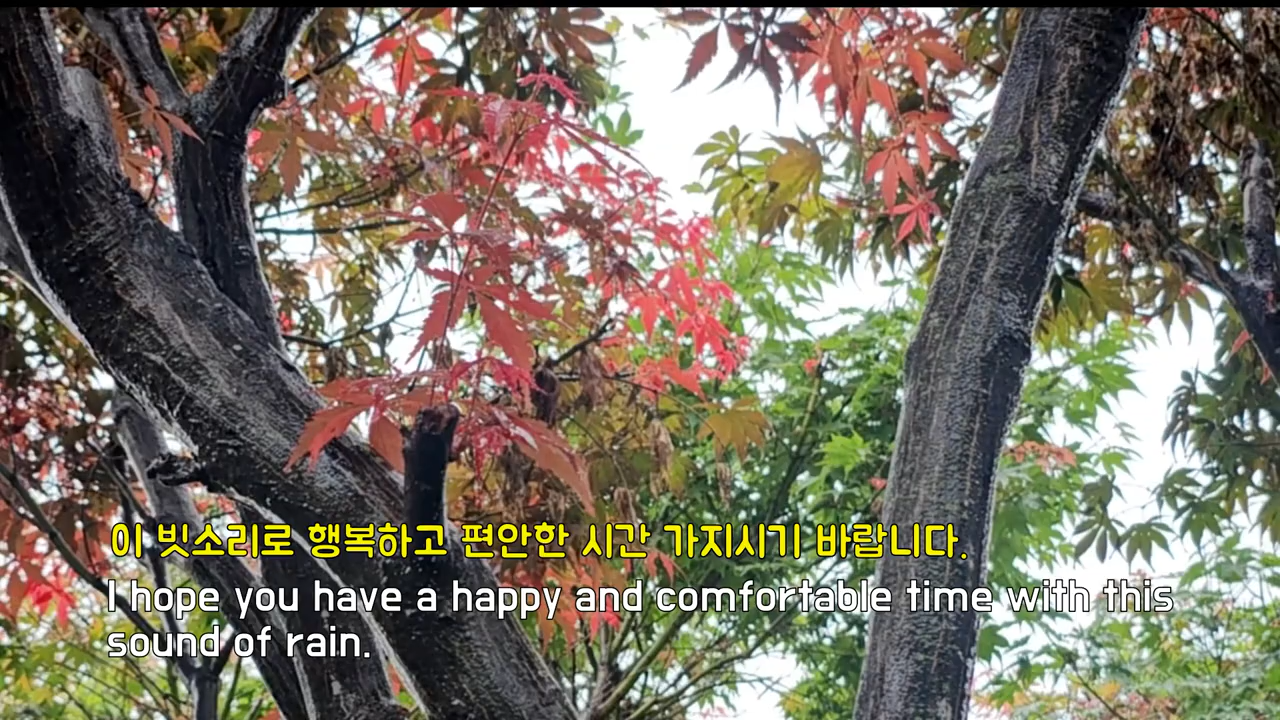 이 빗소리로 행복하고 편안한 시간 가지시기 바랍니다.
I hope you have a happy and comfortable time with this
sound of rain.